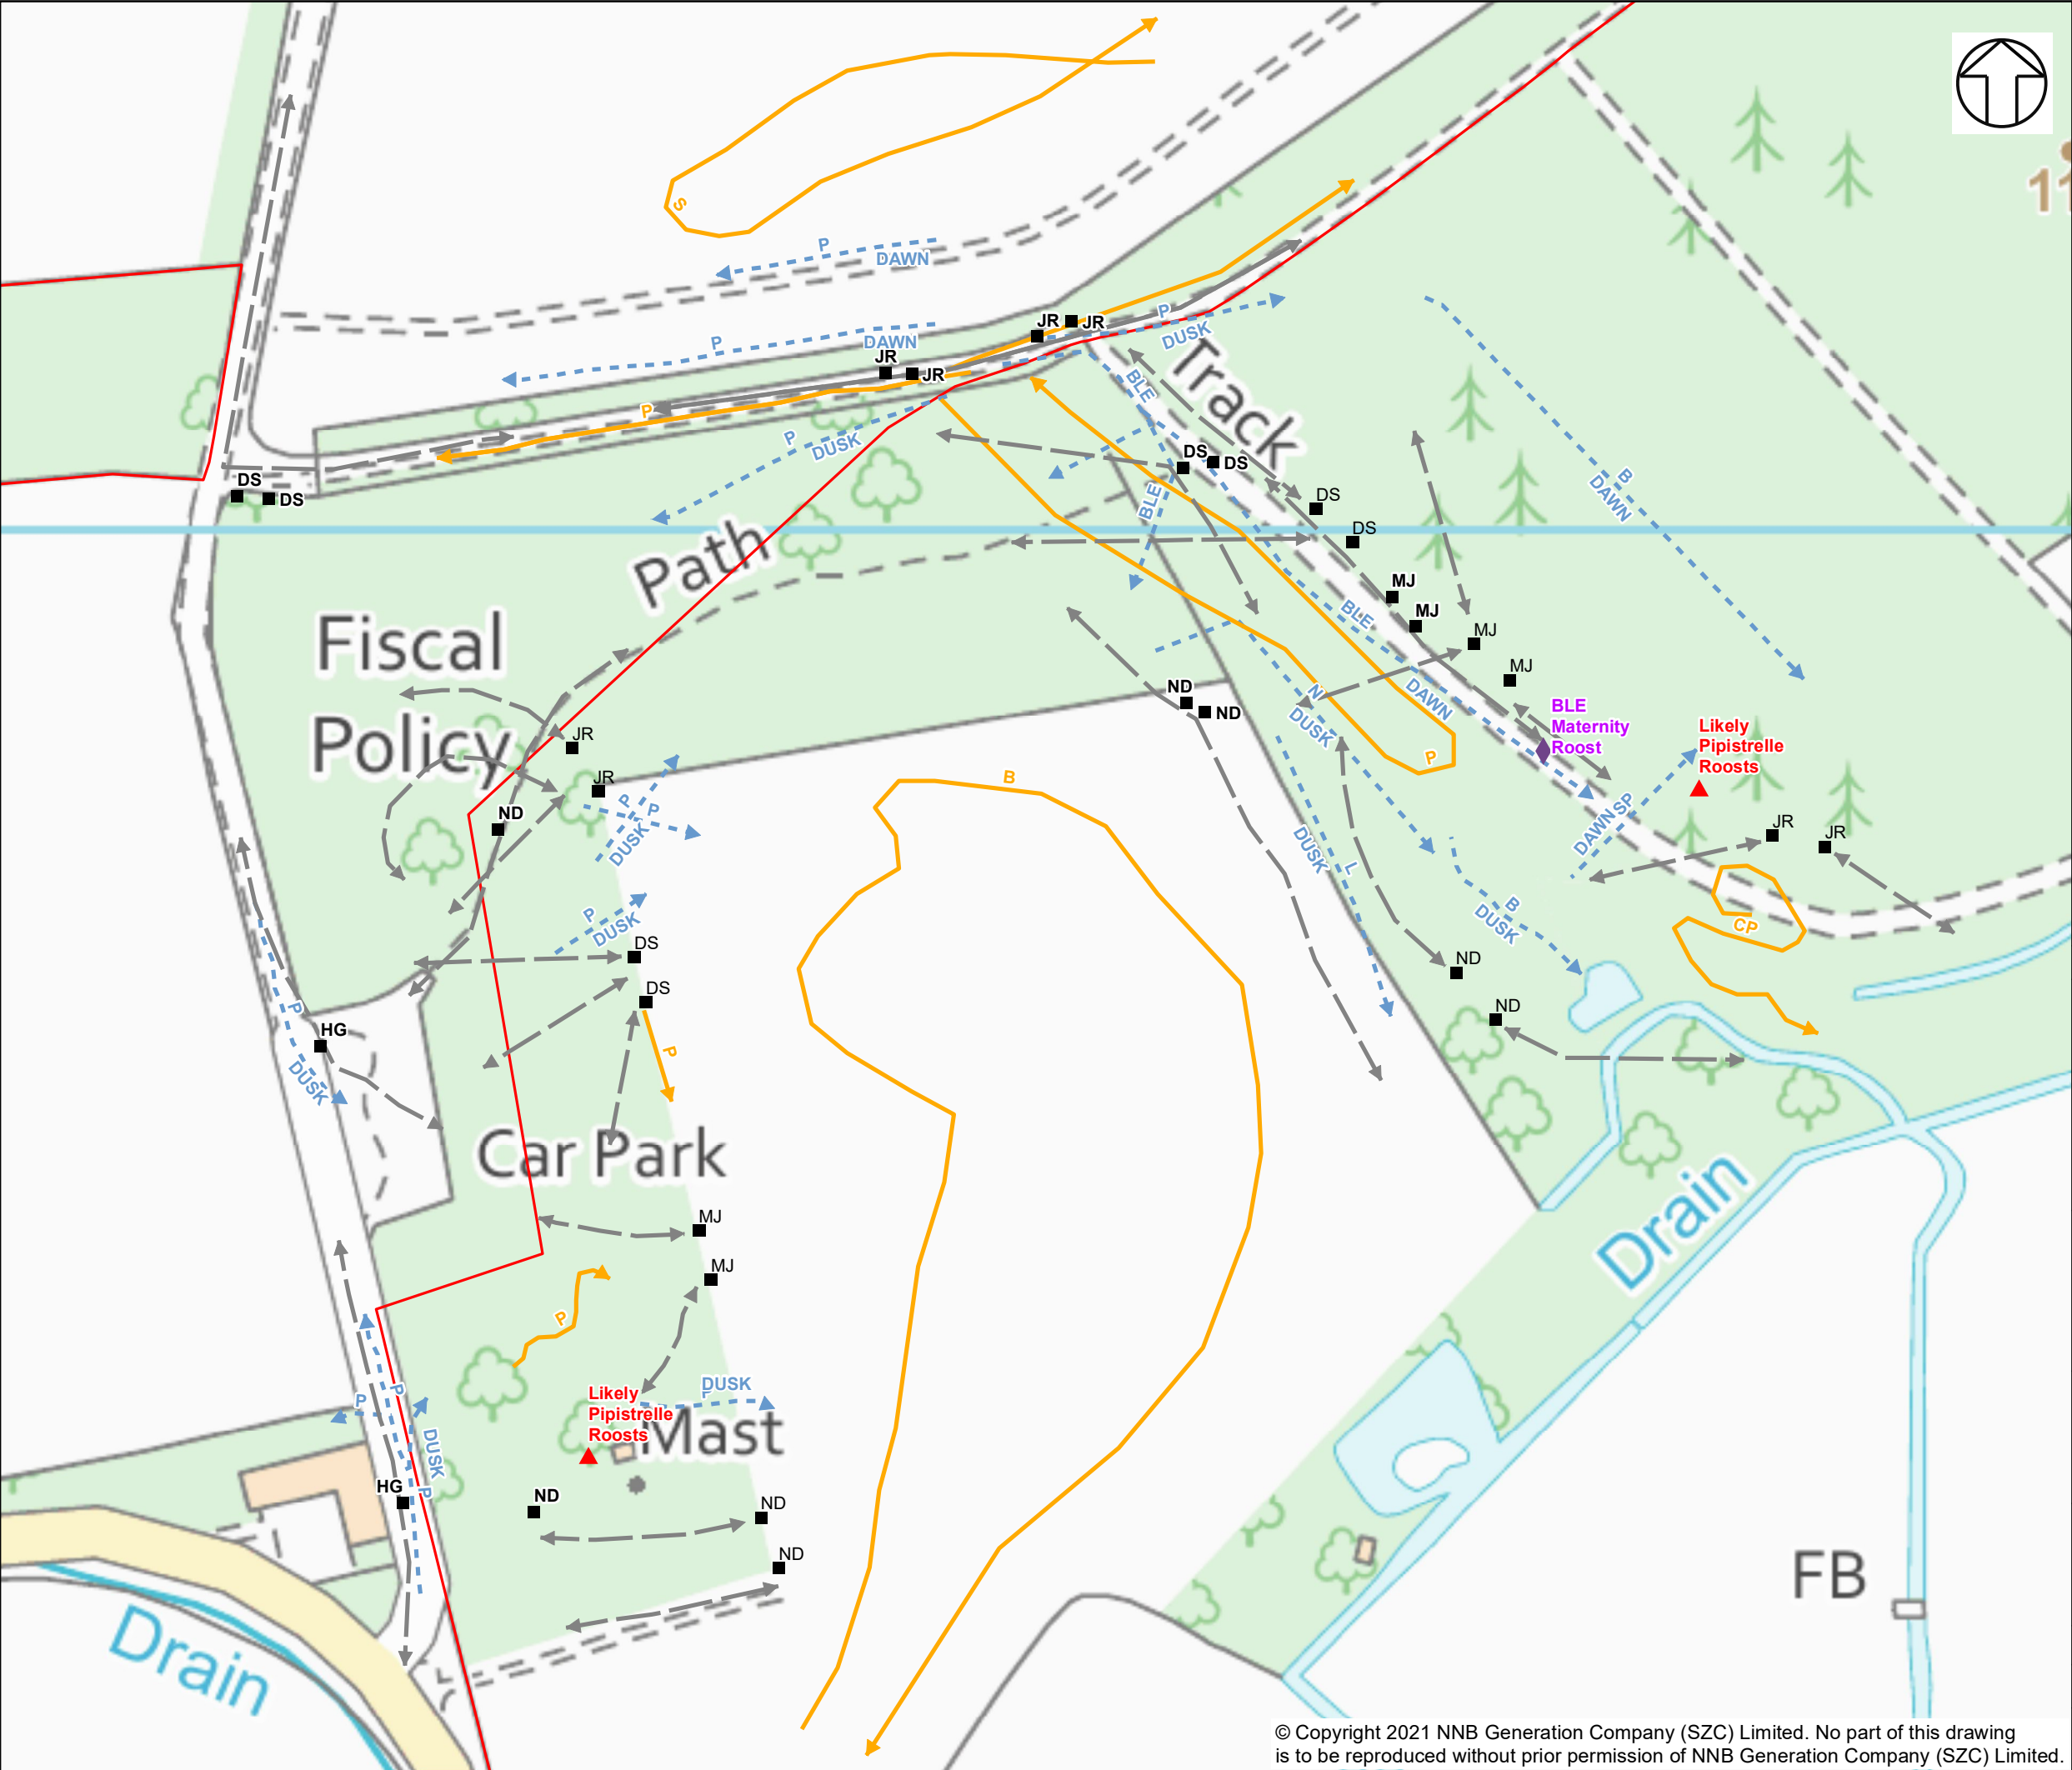 S
P
DAWN
11
P
DAWN
JR
JR
JR
JR
P
DUSK
P
P
DUSK
Track
BLE
BLE
DS
DS
DS
DS
DS
DS
B
DAWN
Path
Fiscal
Policy
MJ
MJ
MJ
MJ
BLE
DAWN
N
DUSK
P
ND
ND
BLE
Maternity
Roost
Likely
Pipistrelle
Roosts
JR
JR
ND
P
P
DUSK
B
DUSK
L
DAWN SP
JR
JR
CP
B
DUSK
P
DUSK
DS
DS
P
ND
ND
HG
P
DUSK
Car Park
MJ
MJ
P
Drain
P
P
DUSK
P
HG
Likely
Pipistrelle
Roosts
DUSK
P
Mast
ND
ND
ND
FB
Drain
© Copyright 2021 NNB Generation Company (SZC) Limited. No part of this drawing
is to be reproduced without prior permission of NNB Generation Company (SZC) Limited.